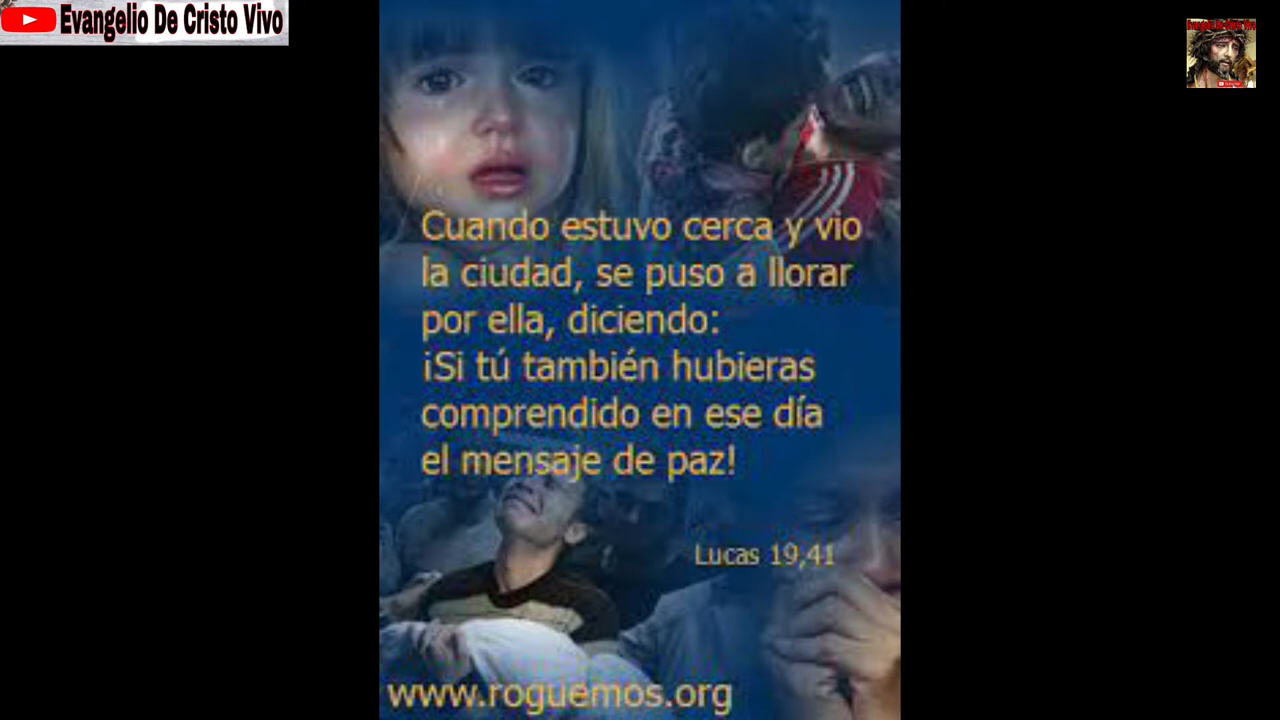 Evangelio De Cristo Vivo
Cuando estuvo cerca y vio
la ciudad, se puso a llorar
por ella, diciendo:
¡Si tú también hubieras
comprendido en ese día
el mensaje de paz!
Lucas 19,41
www.roguemos.org